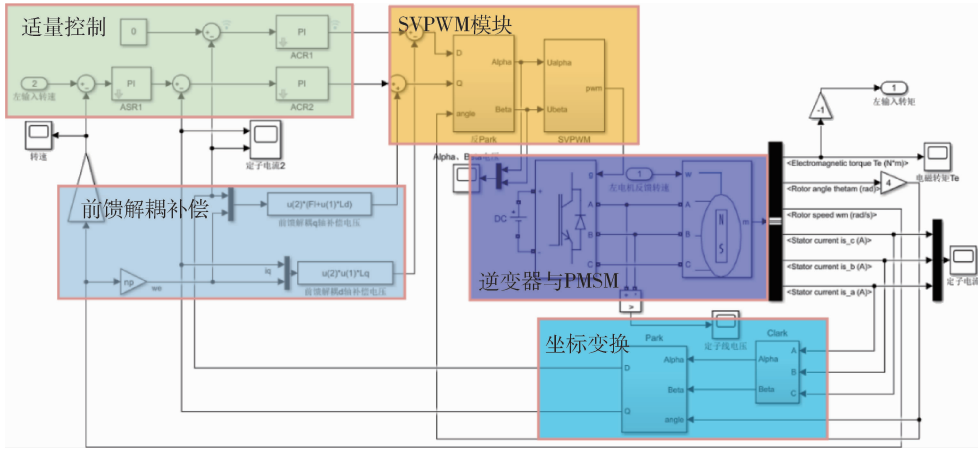 适量控制
0
PI
ACR1
2
左输入转速
PI
ASR1
PI
ACR2
SVPWM模块
D
Q
angle
Alpha
Beta
反Park
Ualpha
Ubeta
pwm
SVPWM
转速
定子电流2
Alpha、Beta电压
1
左输入转矩
-1
<Electromagnetic torque Te (N*m)>
电磁转矩Te
<Rotor angle thetam (rad)>
4
<Rotor speed wm (rad/s)>
<Stator current is_c (A)>
<Stator current is_b (A)>
<Stator current is_a (A)>
定子电流
前馈解耦补偿
u(2)*(Fi+u(1)*Ld)
前馈解耦q轴补偿电压
iq
u(2)*u(1)*Lq
前馈解耦d轴补偿电压
np
we
DC
g
A
B
C
1
左电机反馈转速
w
A
B
C
N
S
m
逆变器与PMSM
定子线电压
坐标变换
Park
D
Q
Alpha
Beta
angle
Clark
Alpha
Beta
A
B
C